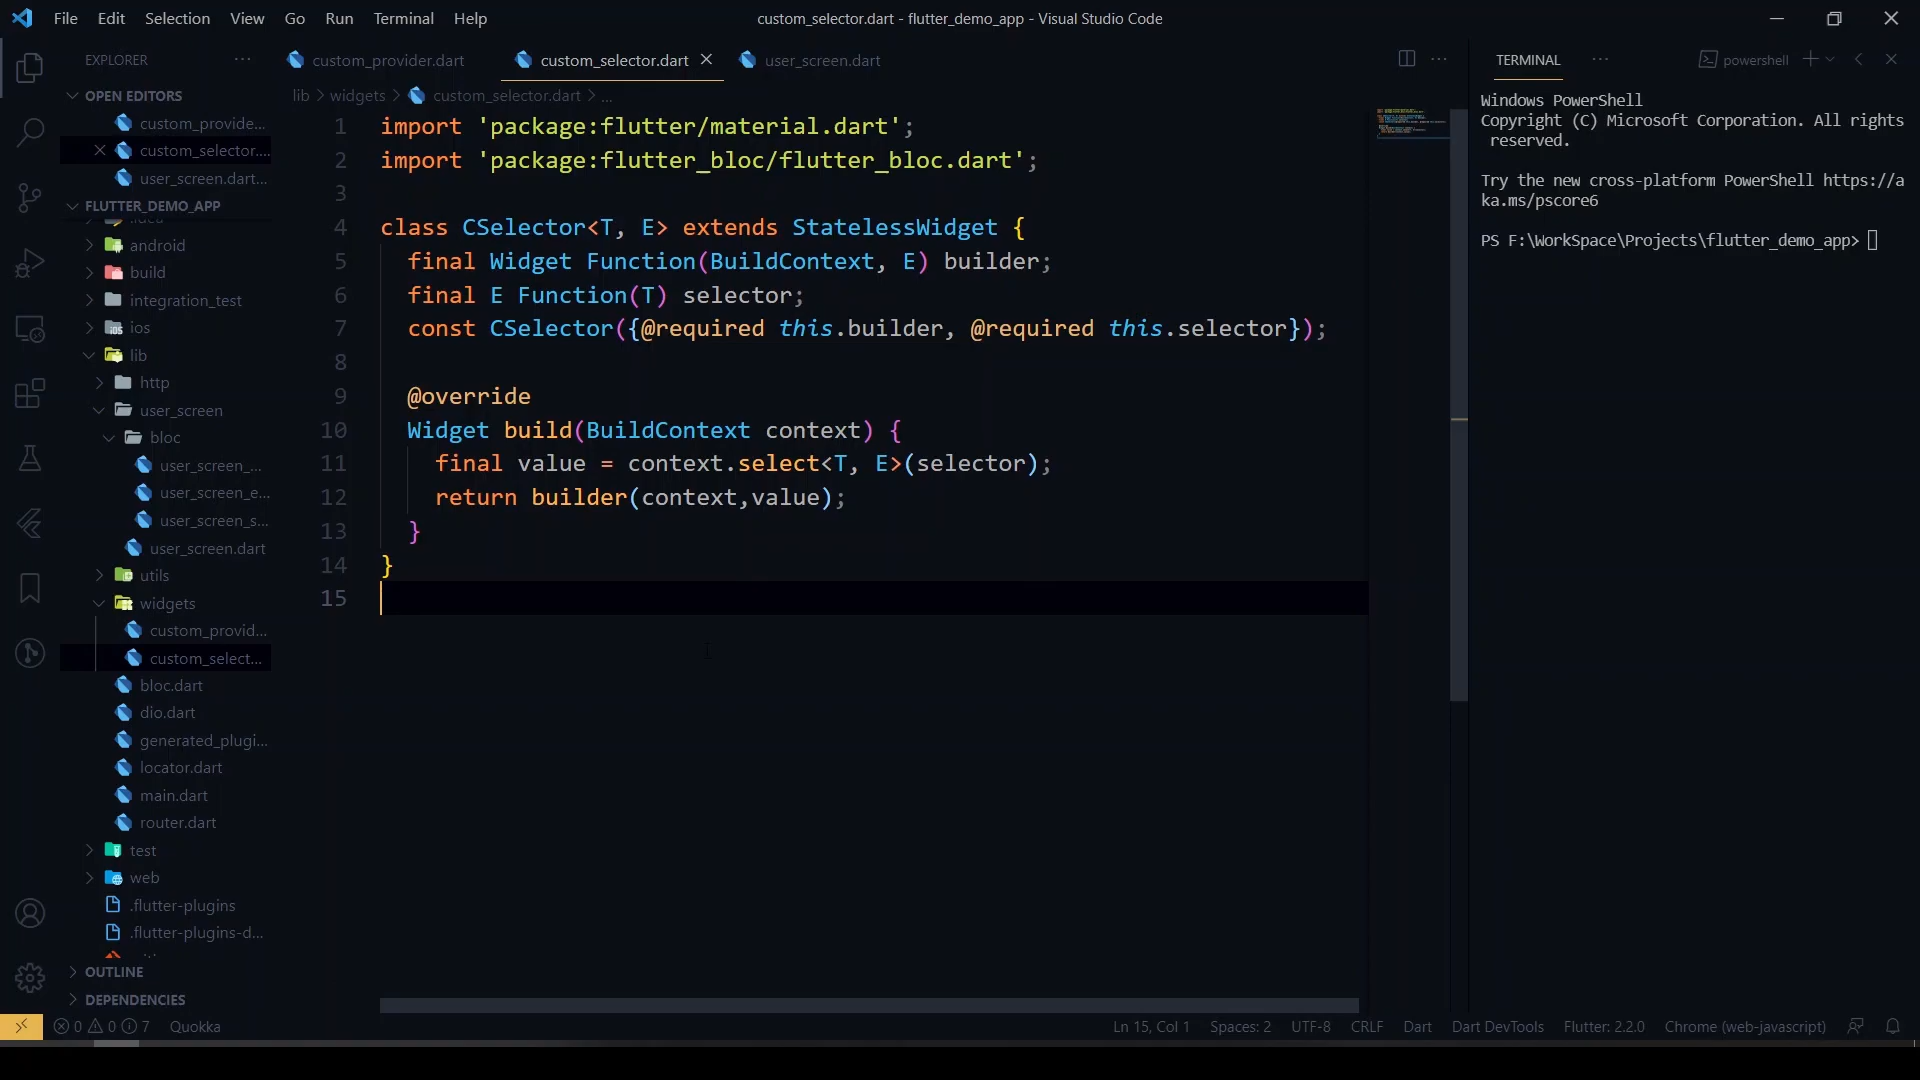 File Edit Selection View Go Run Terminal Help
custom_selector.dart - flutter_demo_app - Visual Studio Code
EXPLORER
OPEN EDITORS
custom_provide...
custom_selector....
user_screen.dart...
FLUTTER_DEMO_APP
.idea
android
build
integration_test
ios
lib
http
user_screen
bloc
user_screen_...
user_screen_e...
user_screen_s...
user_screen.dart
utils
widgets
custom_provid...
custom_select...
bloc.dart
dio.dart
generated_plugi...
locator.dart
main.dart
router.dart
test
web
.flutter-plugins
.flutter-plugins-d...
OUTLINE
DEPENDENCIES
custom_provider.dart custom_selector.dart user_screen.dart
lib > widgets > custom_selector.dart > ...
1 import 'package:flutter/material.dart';
2 import 'package:flutter_bloc/flutter_bloc.dart';
3
4 class CSelector<T, E> extends StatelessWidget {
5 final Widget Function(BuildContext, E) builder;
6 final E Function(T) selector;
7 const CSelector({@required this.builder, @required this.selector});
8
9 @override
10 Widget build(BuildContext context) {
11 final value = context.select<T, E>(selector);
12 return builder(context,value);
13 }
14 }
15
TERMINAL
powershell
Windows PowerShell
Copyright (C) Microsoft Corporation. All rights
reserved.
Try the new cross-platform PowerShell https://a
ka.ms/pscore6
PS F:\WorkSpace\Projects\flutter_demo_app>
0 0 7 Quokka
Ln 15, Col 1 Spaces: 2 UTF-8 CRLF Dart Dart DevTools Flutter: 2.2.0 Chrome (web-javascript)